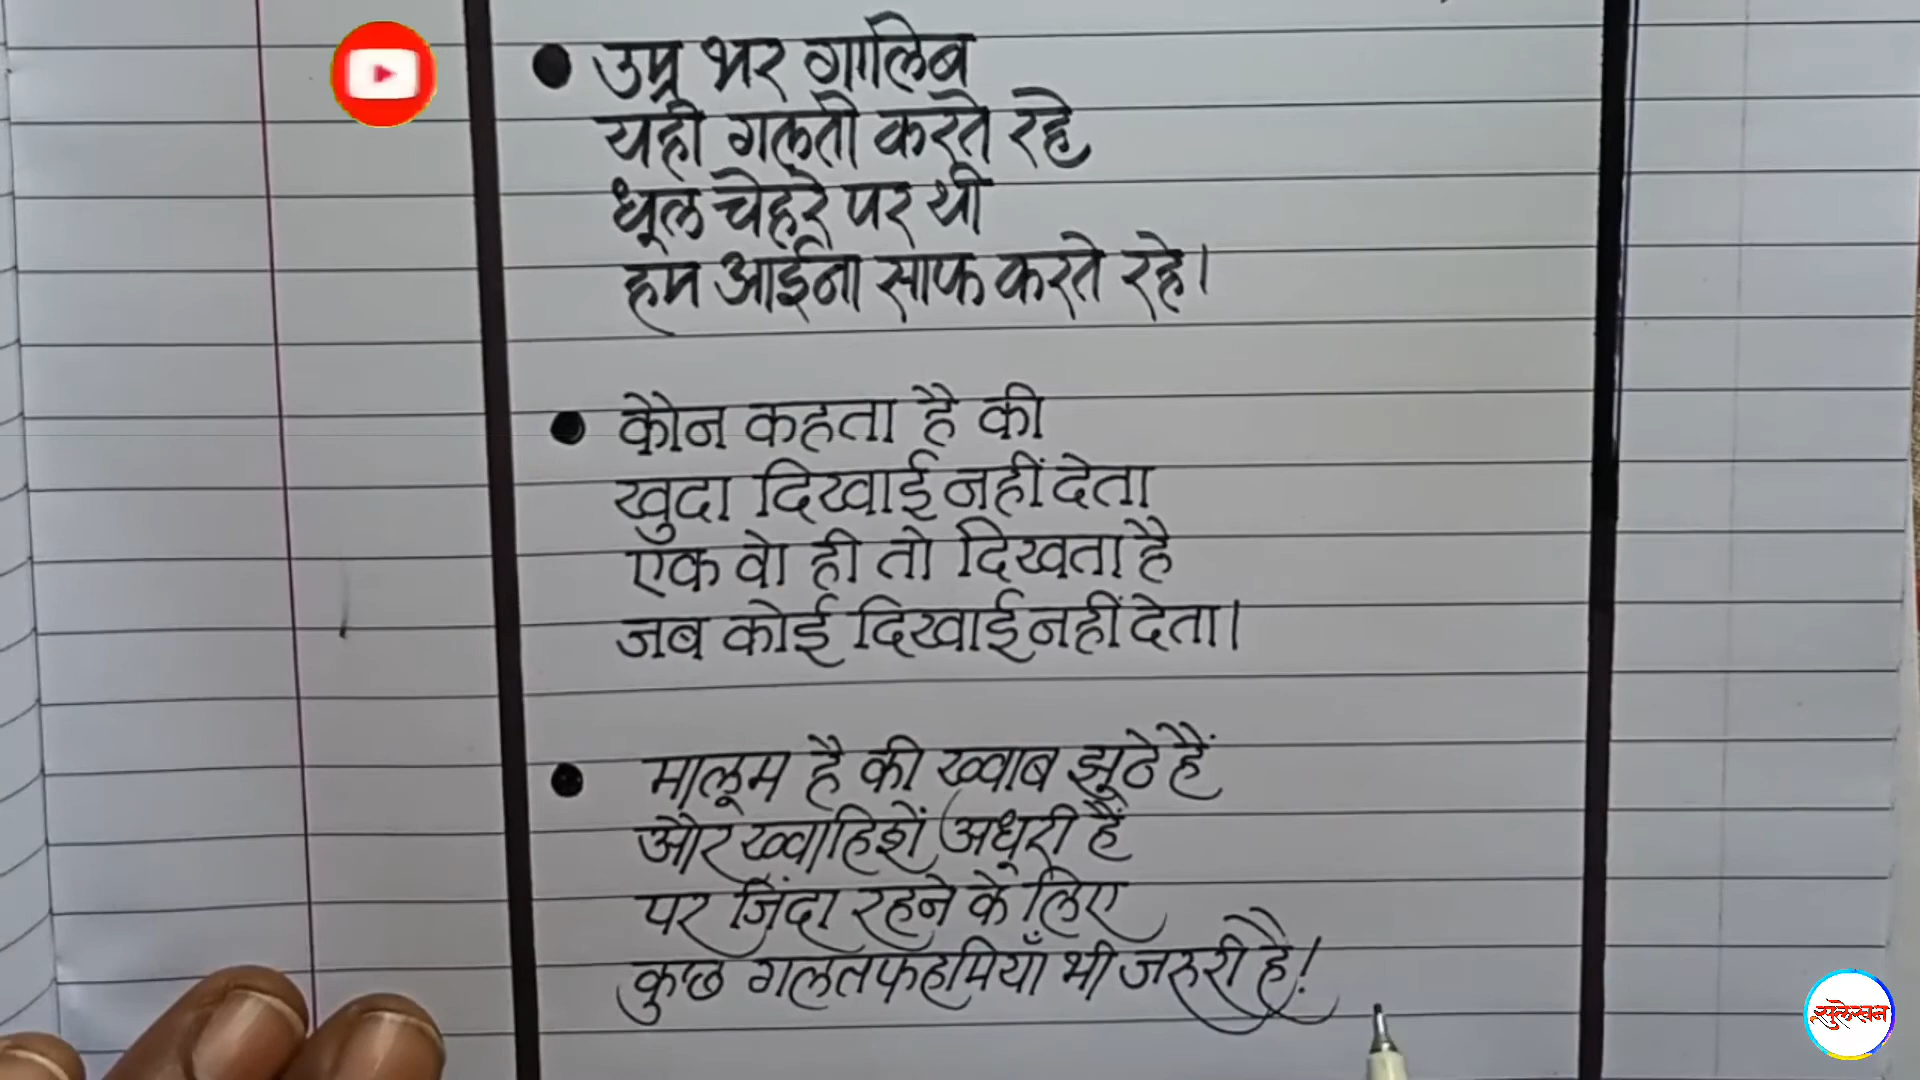 ● उम्र भर गालिब
यही गलती करते रहे
धूल चेहरे पर थी
हम आईना साफ करते रहे।
● कौन कहता है की
खुदा दिखाई नहीं देता
एक वो ही तो दिखता है
जब कोई दिखाई नहीं देता।
● मालूम है की ख्वाब झुठे हैं
और ख्वाहिशें अधूरी हैं
पर जिंदा रहने के लिए
कुछ गलतफहमियाँ भी जरुरी है!
सुलेखन